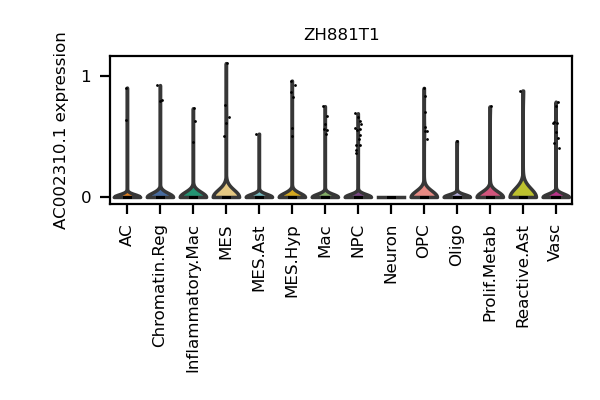 ZH881T1
AC002310.1 expression
1
0
AC
Chromatin.Reg
Inflammatory.Mac
MES
MES.Ast
MES.Hyp
Mac
NPC
Neuron
OPC
Oligo
Prolif.Metab
Reactive.Ast
Vasc